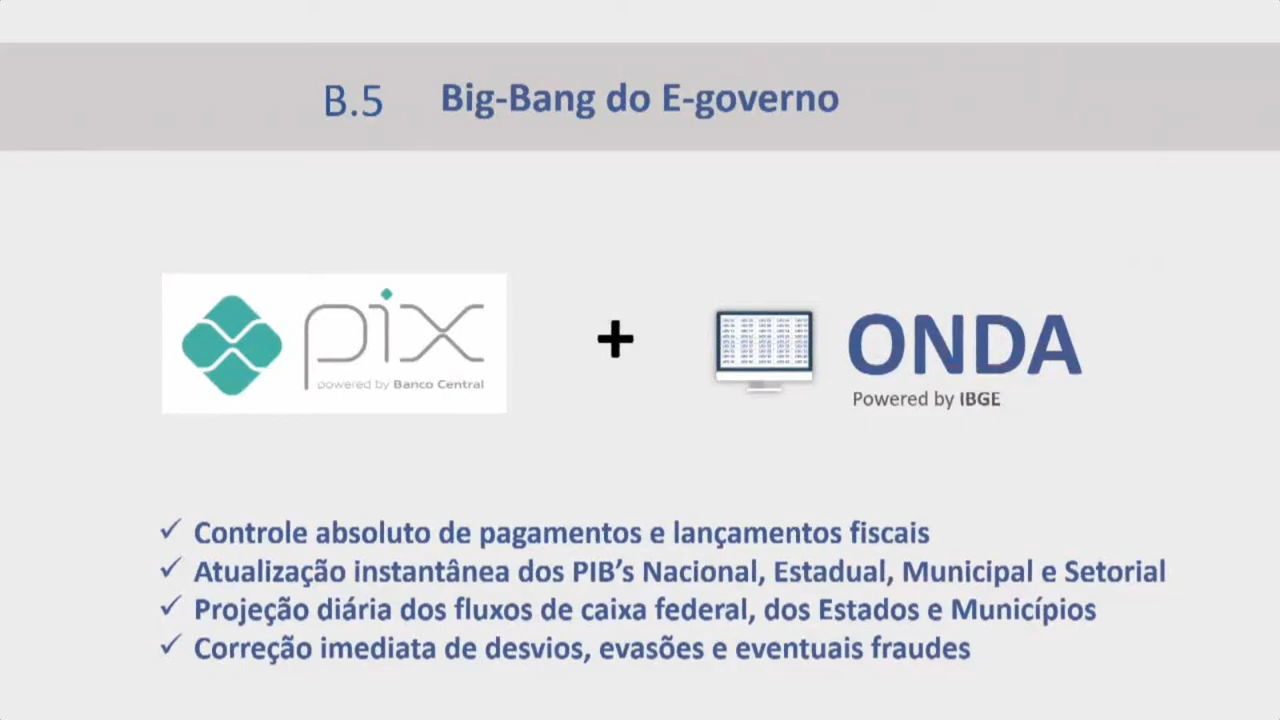 B.5 Big-Bang do E-governo
pix
powered by Banco Central
+
ONDA
Powered by IBGE
✓ Controle absoluto de pagamentos e lançamentos fiscais
✓ Atualização instantânea dos PIB’s Nacional, Estadual, Municipal e Setorial
✓ Projeção diária dos fluxos de caixa federal, dos Estados e Municípios
✓ Correção imediata de desvios, evasões e eventuais fraudes